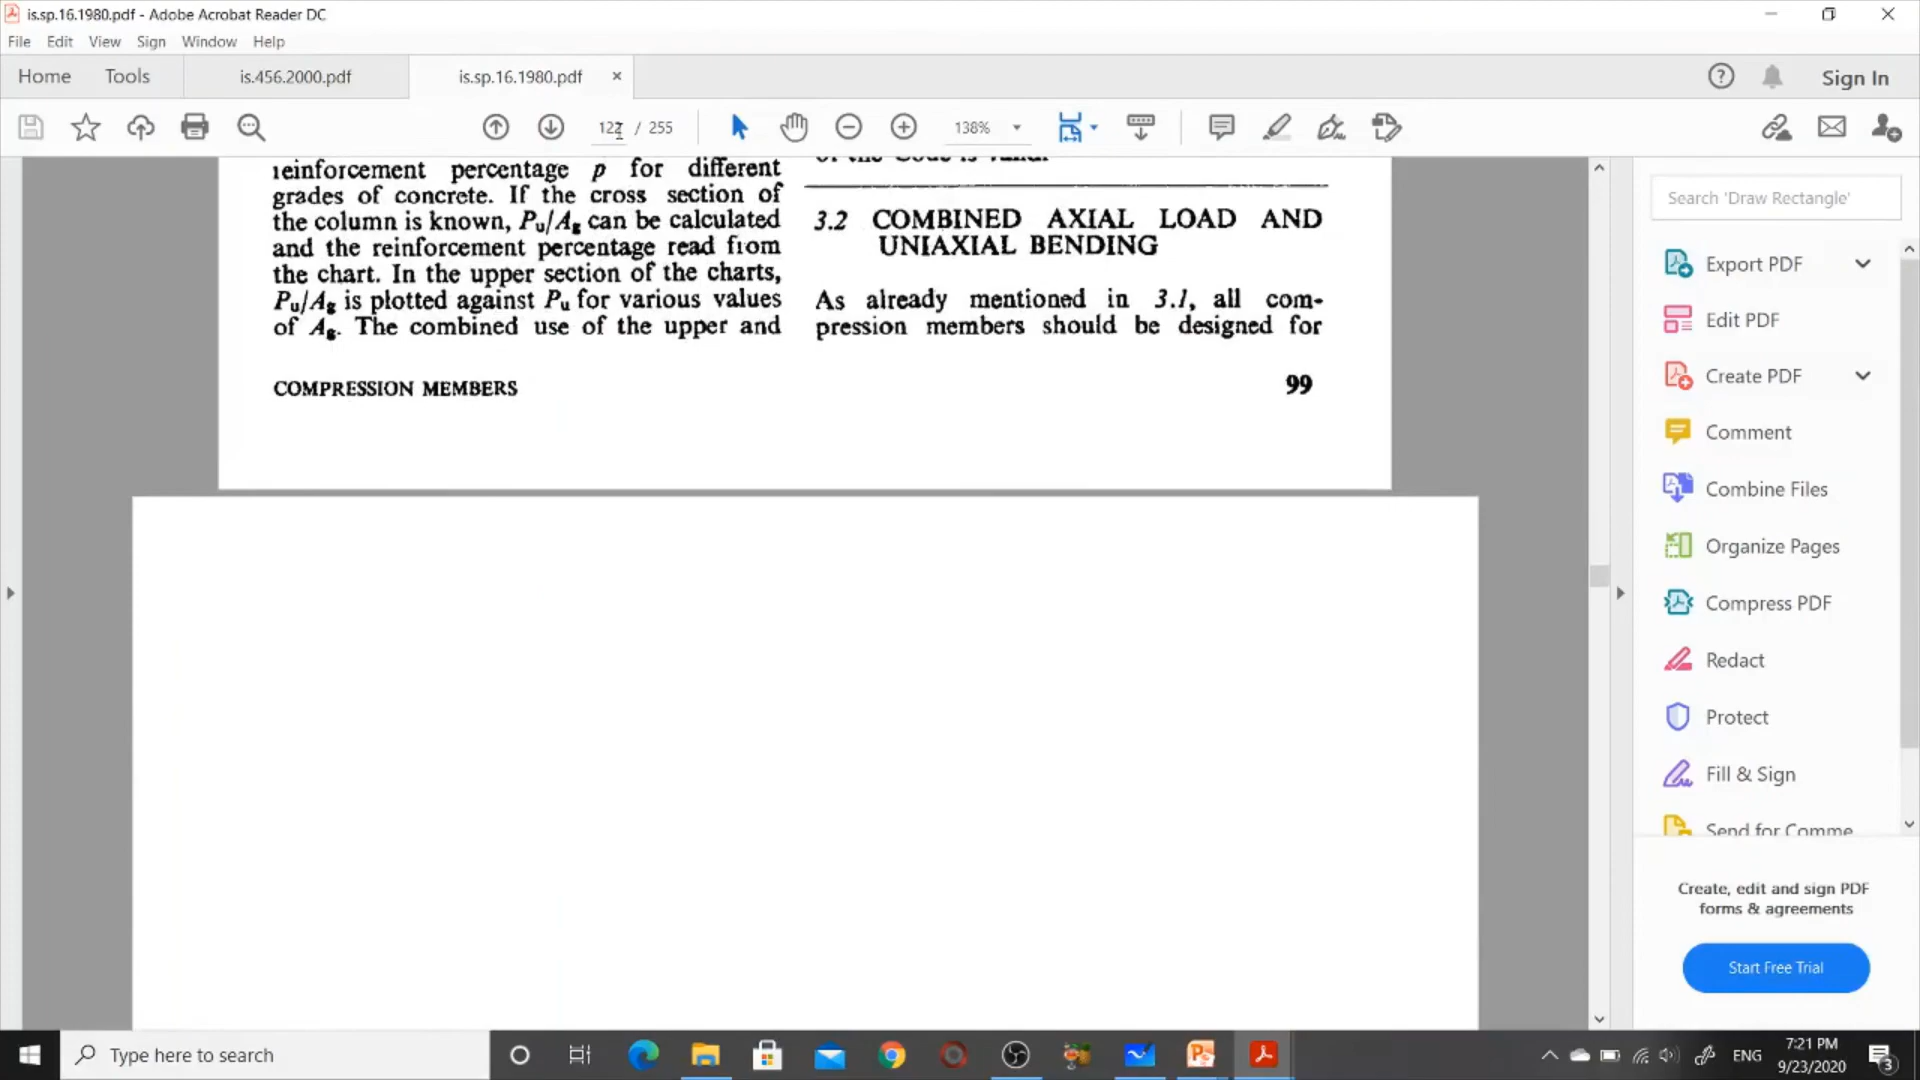 is.sp.16.1980.pdf - Adobe Acrobat Reader DC
File Edit View Sign Window Help
Home Tools is.456.2000.pdf is.sp.16.1980.pdf Sign In
122 / 255 138%
reinforcement percentage p for different
grades of concrete. If the cross section of
the column is known, Pu/Ag can be calculated
and the reinforcement percentage read from
the chart. In the upper section of the charts,
Pu/Ag is plotted against Pu for various values
of Ag. The combined use of the upper and
COMPRESSION MEMBERS
of the Code is valid.
3.2 COMBINED AXIAL LOAD AND
UNIAXIAL BENDING
As already mentioned in 3.1, all com-
pression members should be designed for
99
Search 'Draw Rectangle'
Export PDF
Edit PDF
Create PDF
Comment
Combine Files
Organize Pages
Compress PDF
Redact
Protect
Fill & Sign
Send for Comme
Create, edit and sign PDF
forms & agreements
Start Free Trial
Type here to search
ENG
7:21 PM
9/23/2020
3